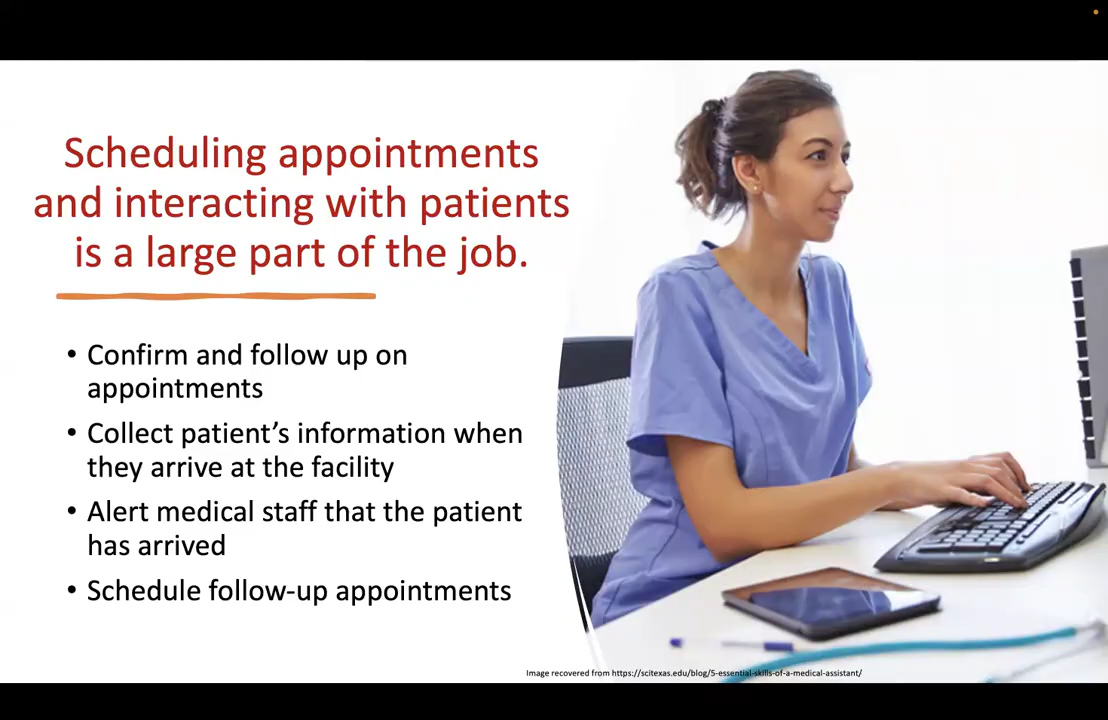 Scheduling appointments
and interacting with patients
is a large part of the job.
• Confirm and follow up on
appointments
• Collect patient’s information when
they arrive at the facility
• Alert medical staff that the patient
has arrived
• Schedule follow-up appointments
Image recovered from https://scitexas.edu/blog/5-essential-skills-of-a-medical-assistant/